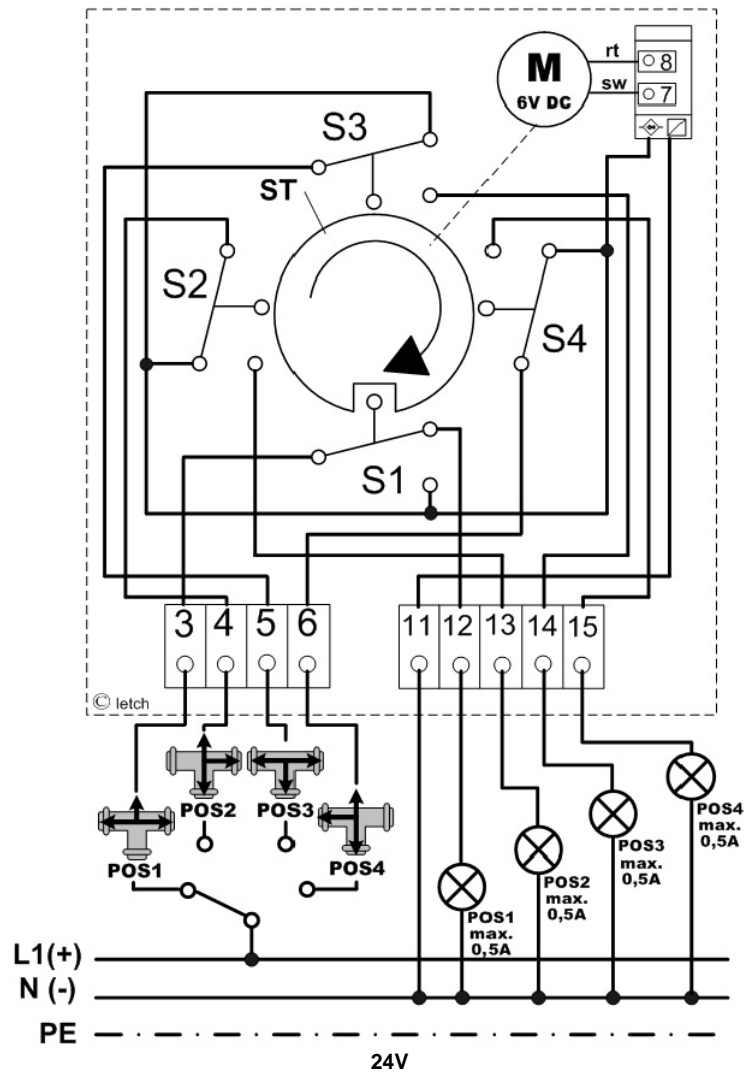 M
6V DC
rt
sw
8
7
S3
ST
S2
S4
S1
3 4 5 6
11 12 13 14 15
© letch
POS1
POS2
POS3
POS4
POS1
max.
0,5A
POS2
max.
0,5A
POS3
max.
0,5A
POS4
max.
0,5A
L1(+)
N (-)
PE
24V